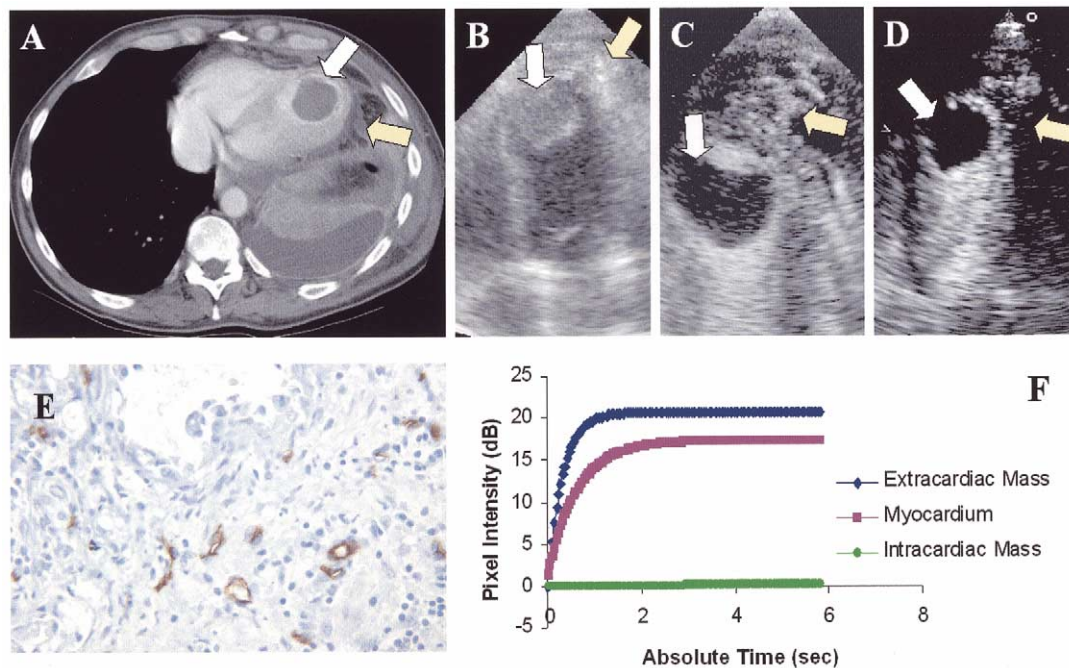 A
B
C
D
E
F
25
20
15
10
5
0
-5
0 2 4 6 8
Pixel Intensity (dB)
Absolute Time (sec)
Extracardiac Mass
Myocardium
Intracardiac Mass